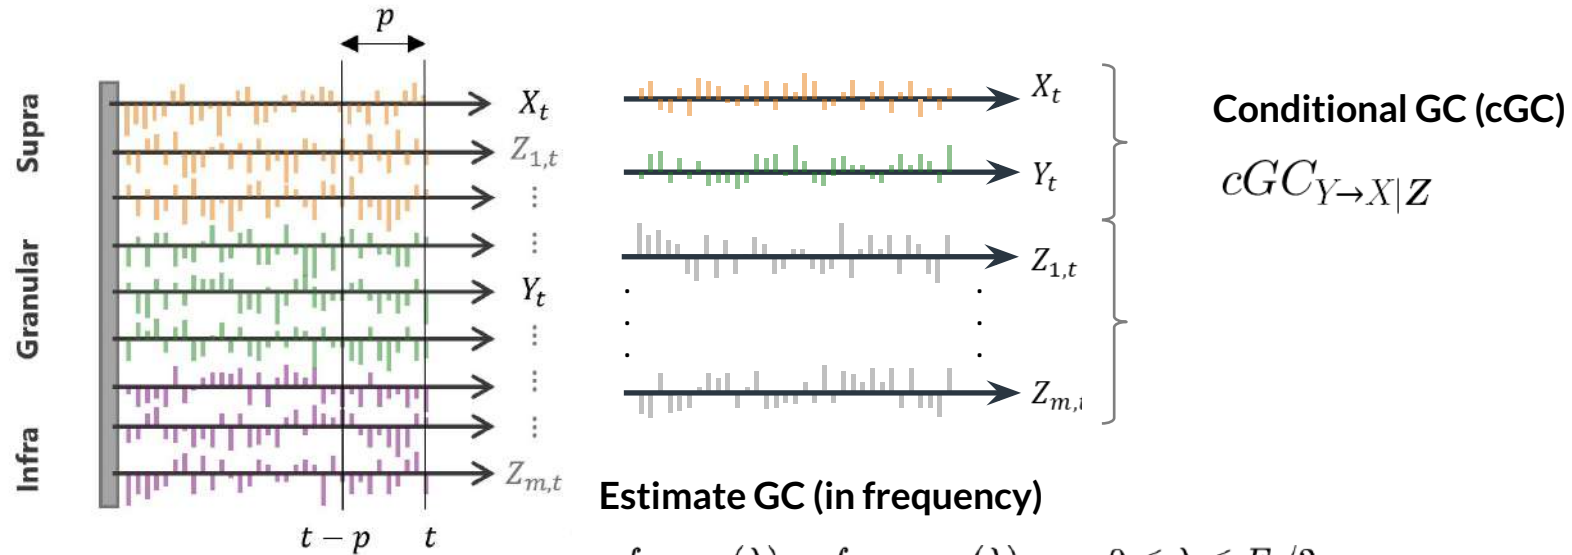 p
Supra
Granular
Infra
X_t
Z_{1,t}
⋮
⋮
Y_t
⋮
⋮
⋮
Z_{m,t}
t − p
t
X_t
Y_t
Z_{1,t}
Z_{m,t
Conditional GC (cGC)
cGC_{Y→X|Z}
Estimate GC (in frequency)